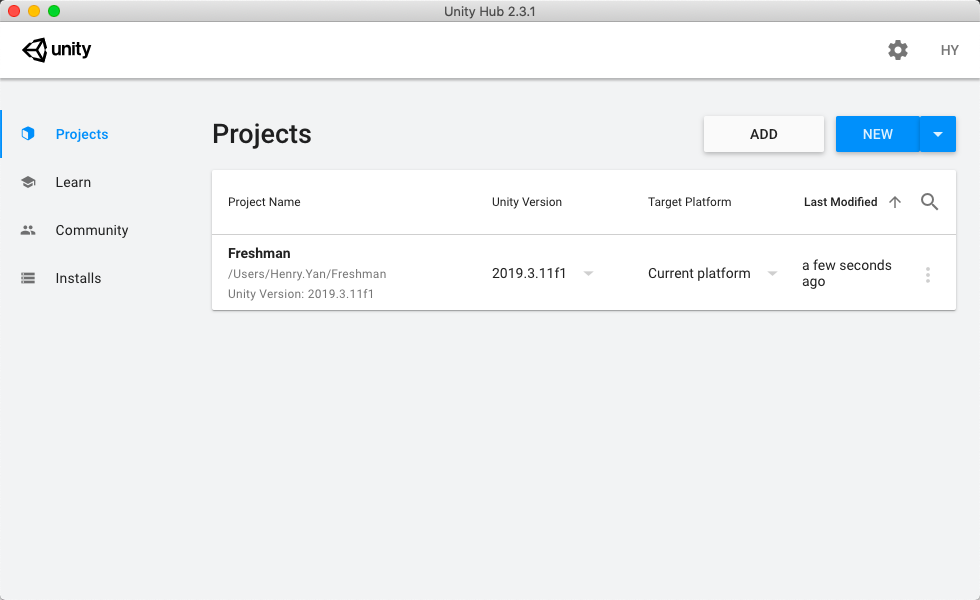 Unity Hub 2.3.1
unity
HY
Projects
Learn
Community
Installs
Projects
ADD
NEW
Project Name
Unity Version
Target Platform
Last Modified
Freshman
/Users/Henry.Yan/Freshman
Unity Version: 2019.3.11f1
2019.3.11f1
Current platform
a few seconds
ago